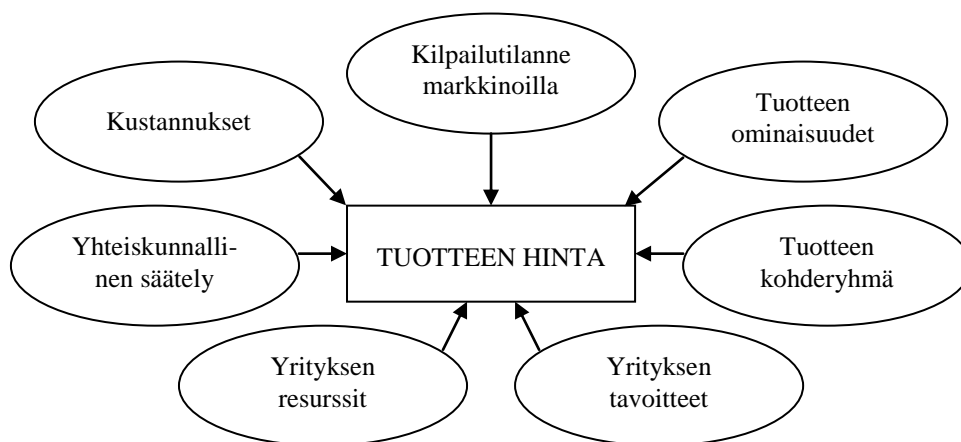 Kilpailutilanne
markkinoilla
Kustannukset
Tuotteen
ominaisuudet
Yhteiskunnalli-
nen säätely
TUOTTEEN HINTA
Tuotteen
kohderyhmä
Yrityksen
resurssit
Yrityksen
tavoitteet